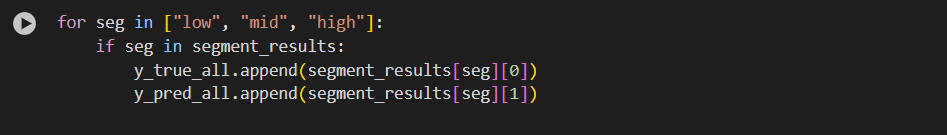 for seg in ["low", "mid", "high"]:
    if seg in segment_results:
        y_true_all.append(segment_results[seg][0])
        y_pred_all.append(segment_results[seg][1])